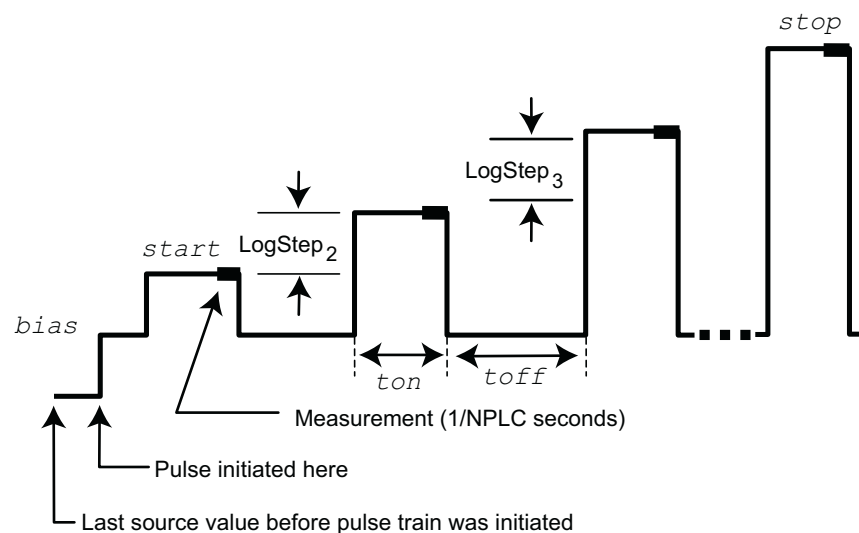 stop
LogStep3
start
LogStep2
bias
ton
toff
Measurement (1/NPLC seconds)
Pulse initiated here
Last source value before pulse train was initiated